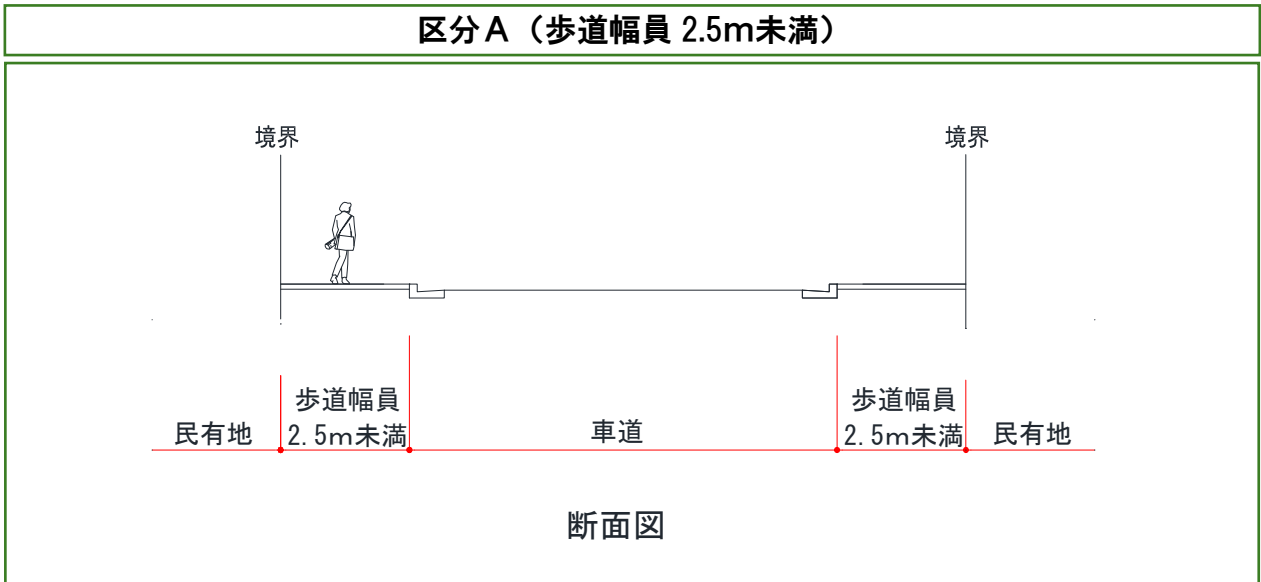 区分A（歩道幅員 2.5m未満）
境界
境界
歩道幅員
2.5m未満
歩道幅員
2.5m未満
民有地
車道
民有地
断面図